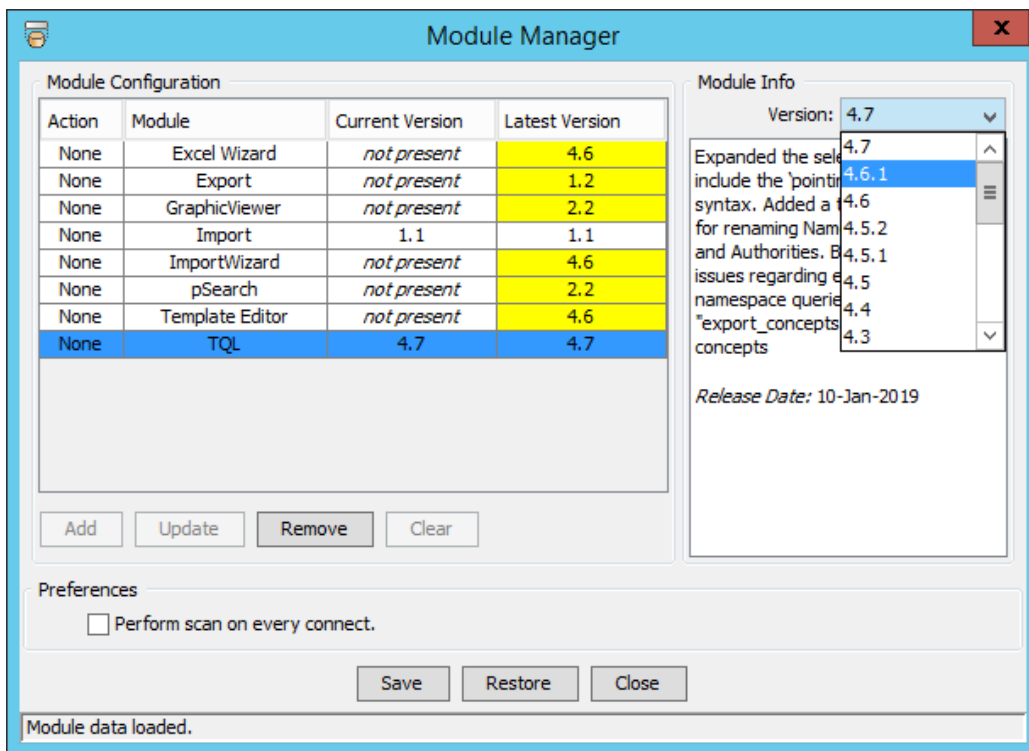 Module Manager
x
Module Configuration
Action Module Current Version Latest Version
None Excel Wizard not present 4.6
None Export not present 1.2
None GraphicViewer not present 2.2
None Import 1.1 1.1
None ImportWizard not present 4.6
None pSearch not present 2.2
None Template Editor not present 4.6
None TQL 4.7 4.7
Add Update Remove Clear
Module Info
Version: 4.7
4.7
4.6.1
4.6
4.5.2
4.5.1
4.5
4.4
4.3
Expanded the
include the
syntax. Added a
for renaming
and Authorities.
issues regarding
namespace
"export_concepts
concepts
Release Date: 10-Jan-2019
Preferences
Perform scan on every connect.
Save Restore Close
Module data loaded.